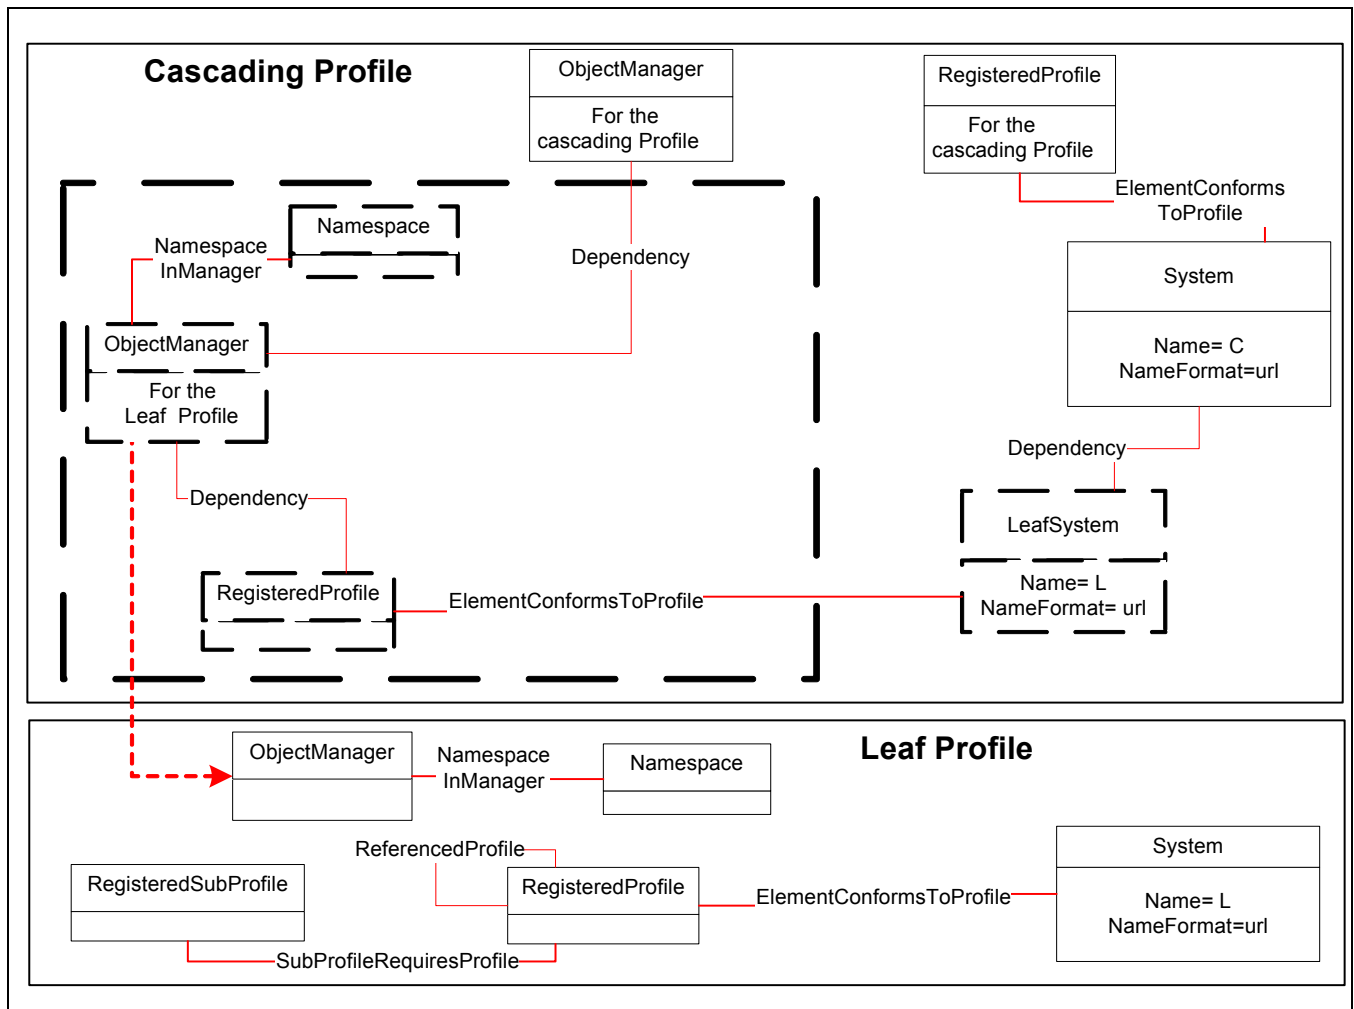 Cascading Profile
ObjectManager
For the
cascading Profile
RegisteredProfile
For the
cascading Profile
ElementConforms
ToProfile
Namespace
Namespace
InManager
Dependency
System
Name= C
NameFormat=url
ObjectManager
For the
Leaf  Profile
Dependency
Dependency
LeafSystem
Name= L
NameFormat= url
RegisteredProfile
ElementConformsToProfile
Leaf Profile
ObjectManager
Namespace
InManager
Namespace
ReferencedProfile
RegisteredSubProfile
RegisteredProfile
ElementConformsToProfile
System
Name= L
NameFormat=url
SubProfileRequiresProfile